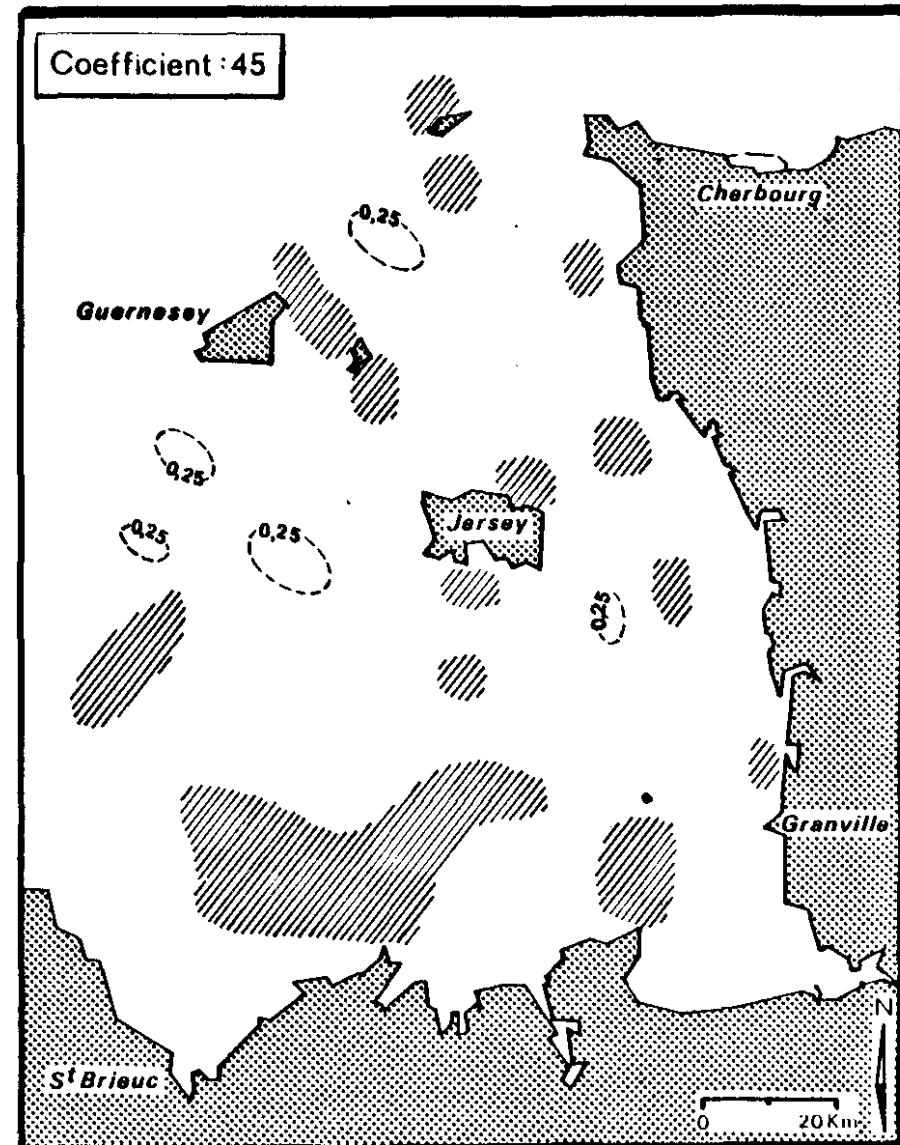 Coefficient : 45
Cherbourg
0,25
Guernesey
0,25
0,25
0,25
Jersey
0,25
Granville
N
St Brieuc
0 20 Km